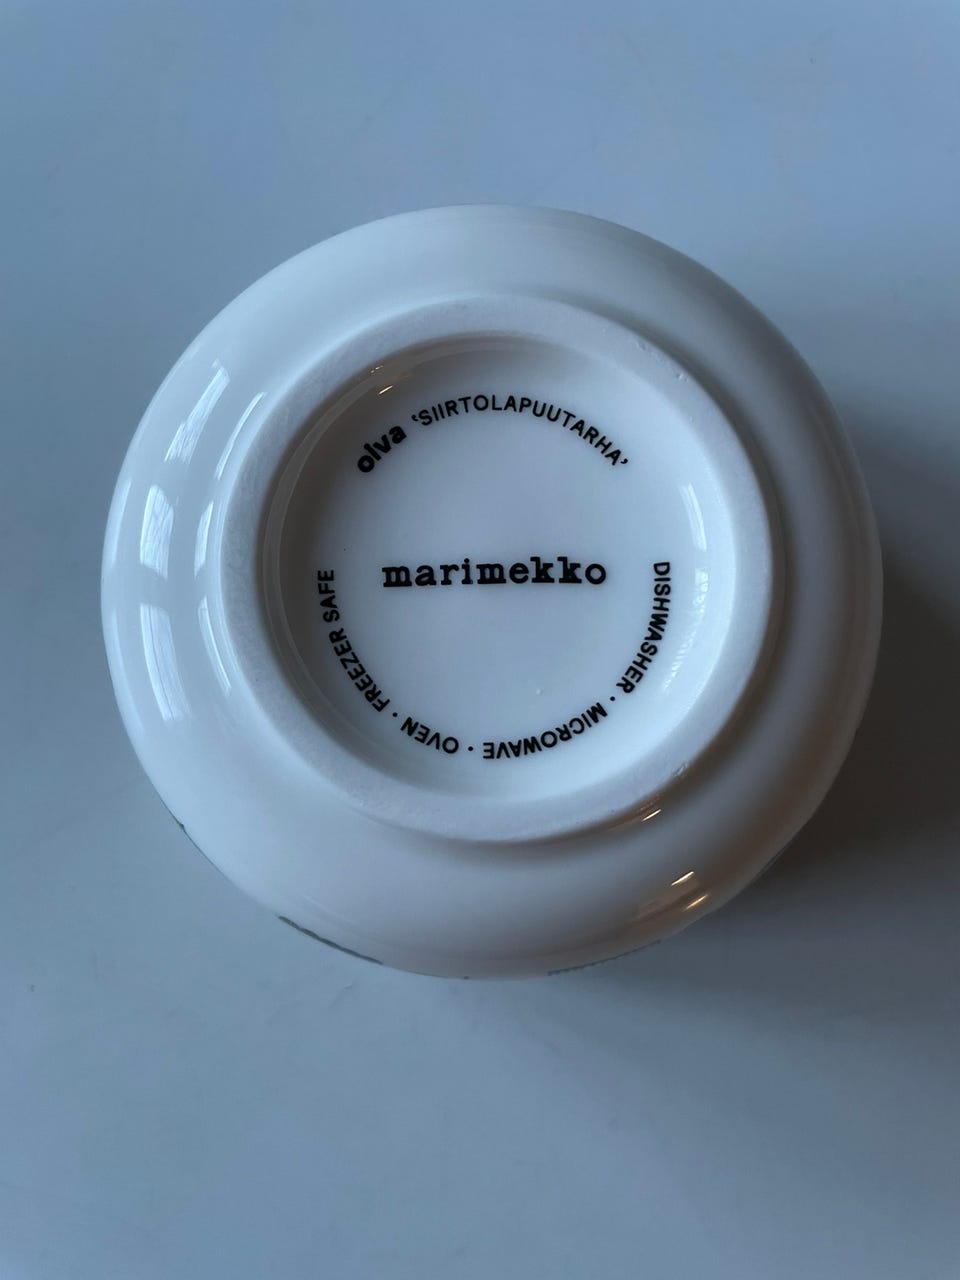 oiva ‘SIIRTOLAPUUTARHA’
marimekko
DISHWASHER · MICROWAVE · OVEN · FREEZER SAFE